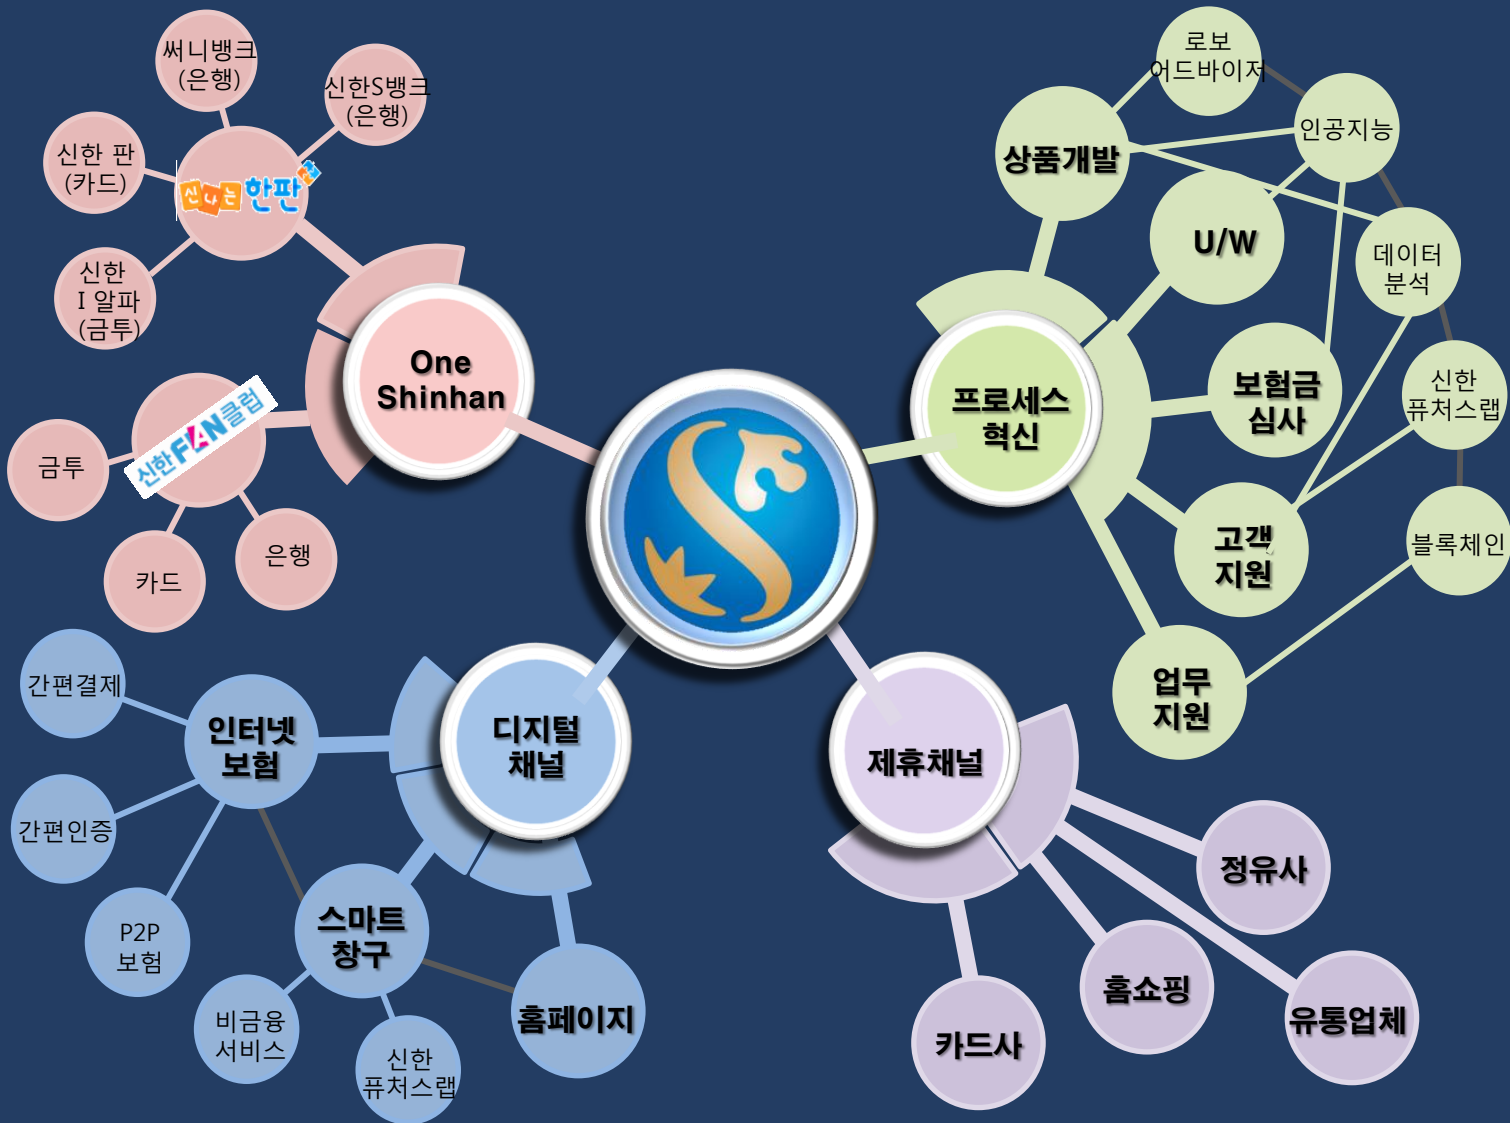 써니뱅크
(은행)
신한S뱅크
(은행)
신한 판
(카드)
신나는 한판
신한
I 알파
(금투)
One
Shinhan
신한FAN클럽
금투
카드
은행
로보
어드바이저
인공지능
상품개발
U/W
데이터
분석
프로세스
혁신
보험금
심사
신한
퓨처스랩
고객
지원
블록체인
업무
지원
간편결제
인터넷
보험
디지털
채널
간편인증
P2P
보험
스마트
창구
비금융
서비스
신한
퓨처스랩
홈페이지
제휴채널
정유사
홈쇼핑
유통업체
카드사